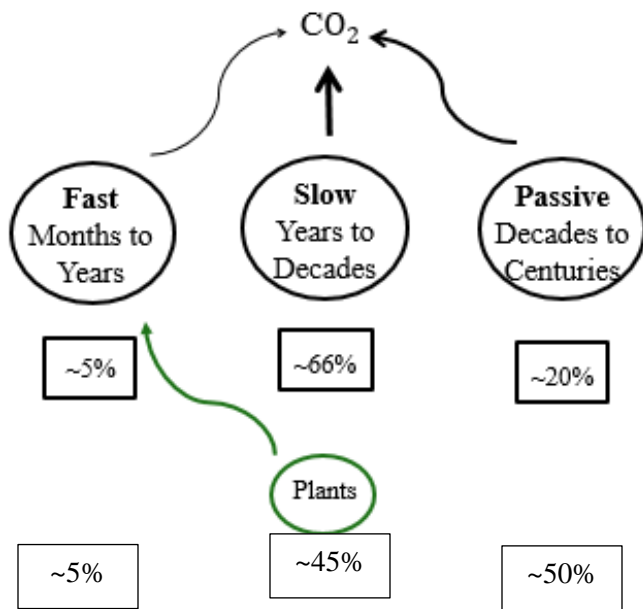 CO₂
Fast
Months to
Years
Slow
Years to
Decades
Passive
Decades to
Centuries
~5%
~66%
~20%
Plants
~5%
~45%
~50%